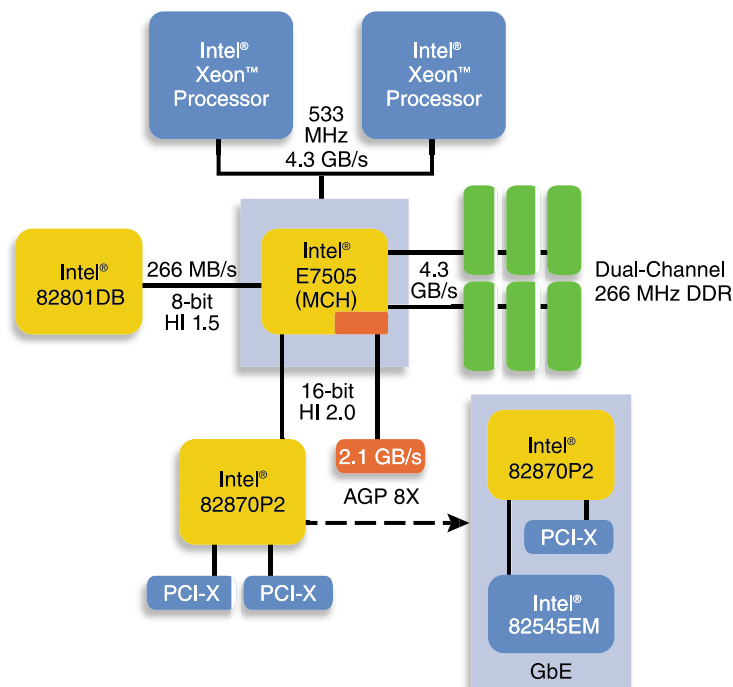 Intel®
Xeon™
Processor
Intel®
Xeon™
Processor
533
MHz
4.3 GB/s
Intel®
82801DB
266 MB/s
8-bit
HI 1.5
Intel®
E7505
(MCH)
4.3
GB/s
Dual-Channel
266 MHz DDR
16-bit
HI 2.0
Intel®
82870P2
2.1 GB/s
AGP 8X
PCI-X
PCI-X
Intel®
82870P2
PCI-X
Intel®
82545EM
GbE